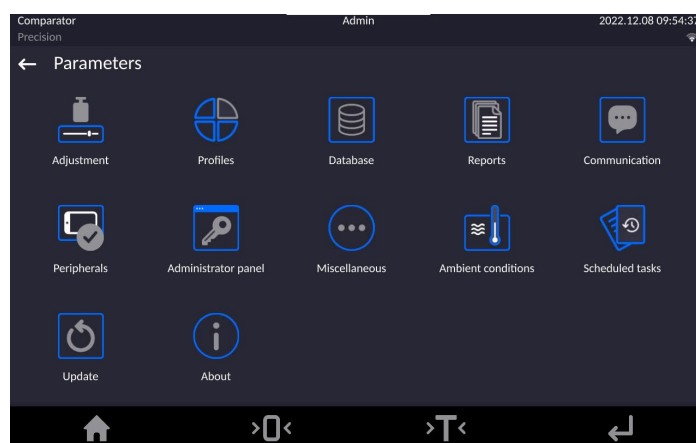 Comparator Admin 2022.12.08 09:54:37
Precision
Parameters
Adjustment Profiles Database Reports Communication
Peripherals Administrator panel Miscellaneous Ambient conditions Scheduled tasks
Update About
>0< >T<